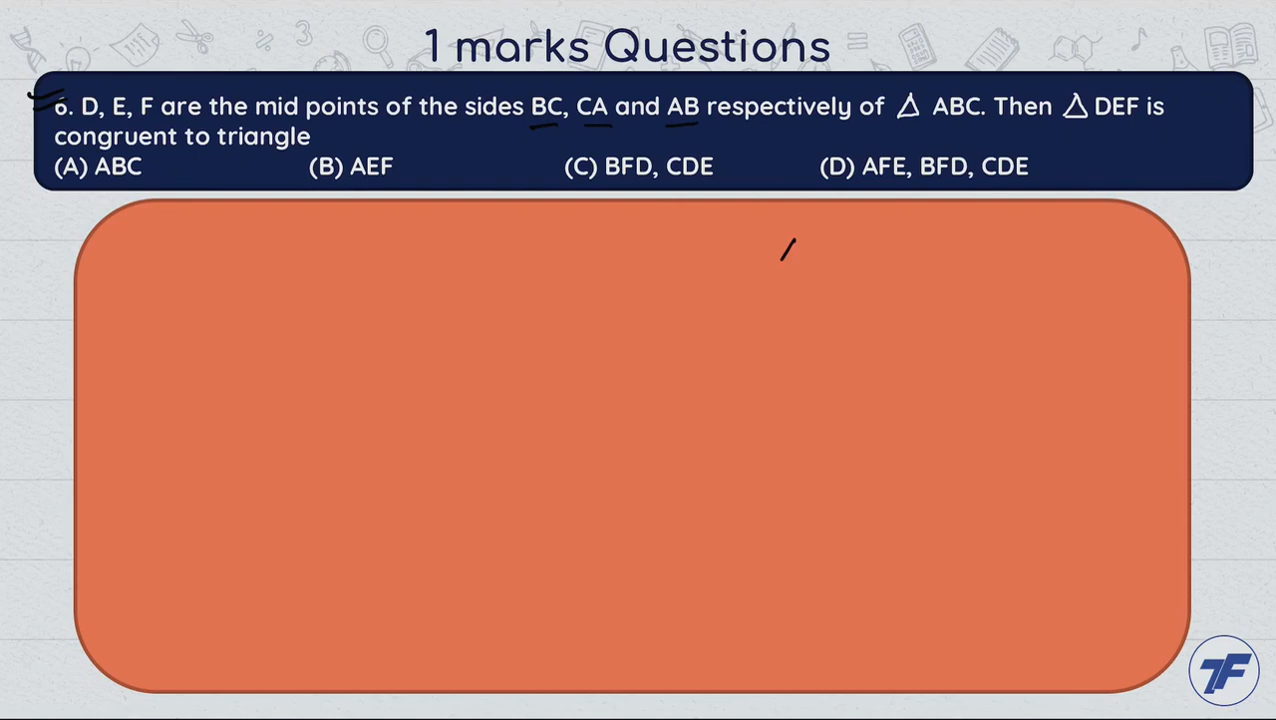 1 marks Questions
6. D, E, F are the mid points of the sides BC, CA and AB respectively of △ ABC. Then △ DEF is
congruent to triangle
(A) ABC (B) AEF (C) BFD, CDE (D) AFE, BFD, CDE
TF